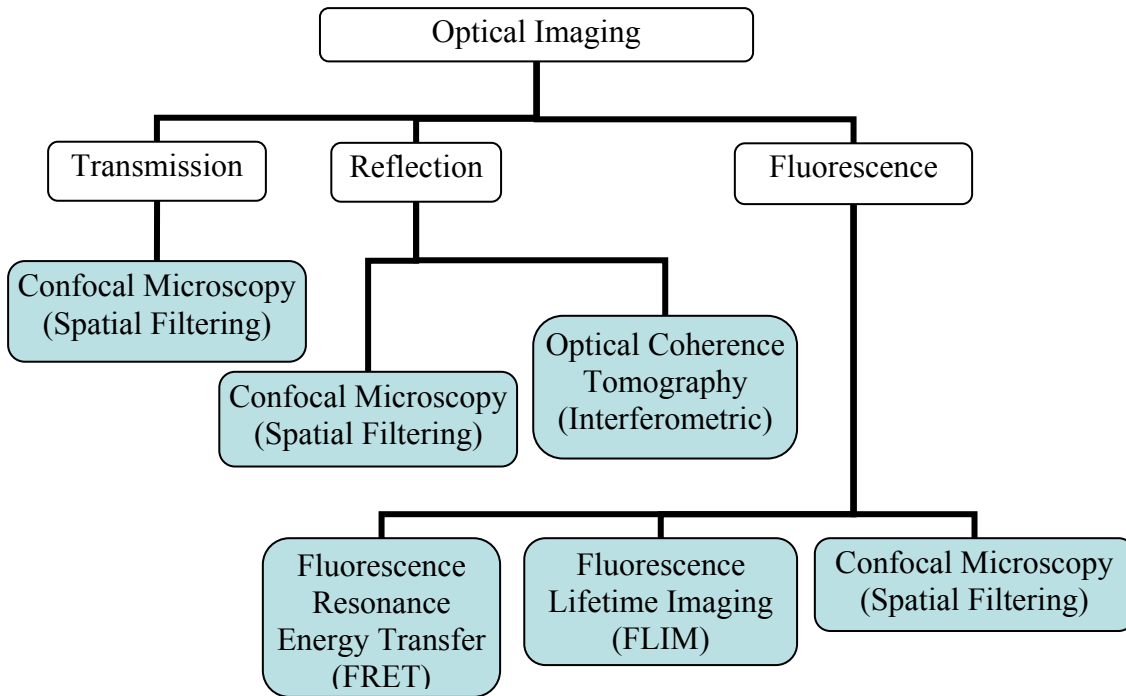 Optical Imaging
Transmission
Reflection
Fluorescence
Confocal Microscopy
(Spatial Filtering)
Confocal Microscopy
(Spatial Filtering)
Optical Coherence
Tomography
(Interferometric)
Fluorescence
Resonance
Energy Transfer
(FRET)
Fluorescence
Lifetime Imaging
(FLIM)
Confocal Microscopy
(Spatial Filtering)